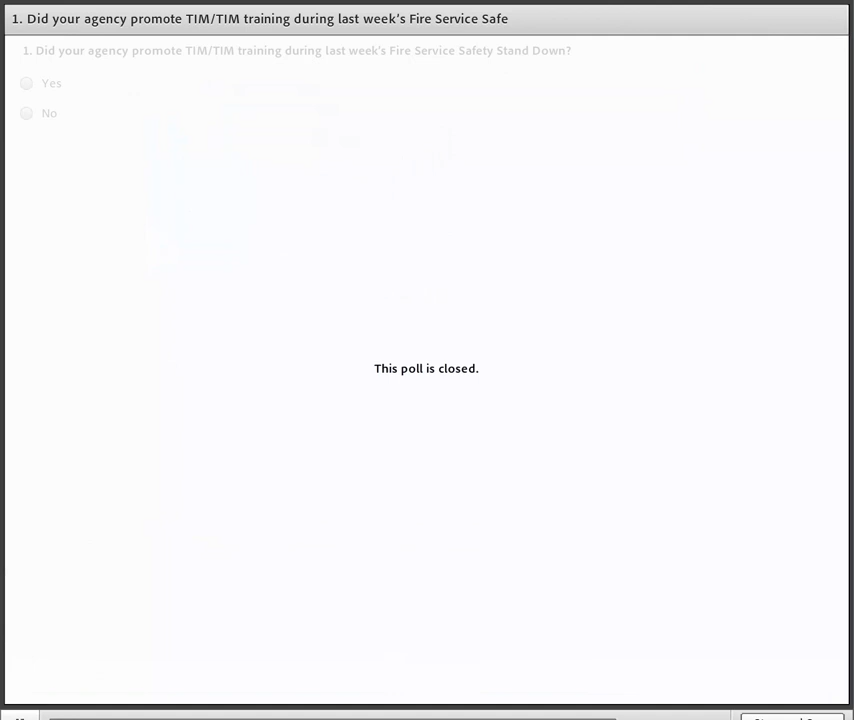 1. Did your agency promote TIM/TIM training during last week's Fire Service Safe
1. Did your agency promote TIM/TIM training during last week's Fire Service Safety Stand Down?
Yes
No
This poll is closed.